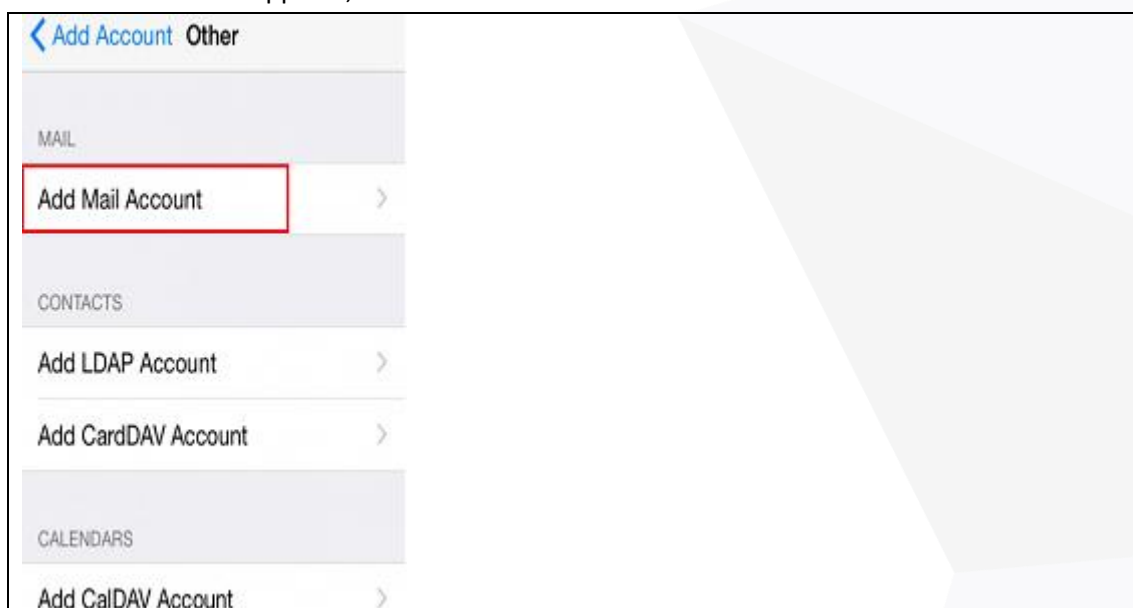 Add Account Other
MAIL
Add Mail Account
CONTACTS
Add LDAP Account
Add CardDAV Account
CALENDARS
Add CalDAV Account